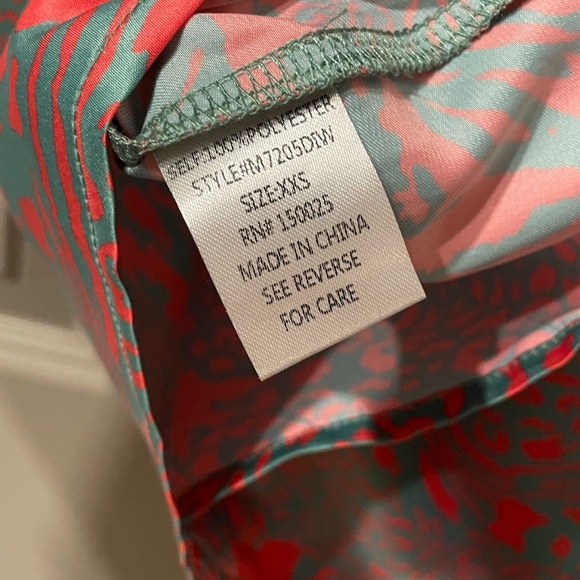 SELF:100%POLYESTER
STYLE#M7205DIW
SIZE:XXS
RN# 150025
MADE IN CHINA
SEE REVERSE
FOR CARE